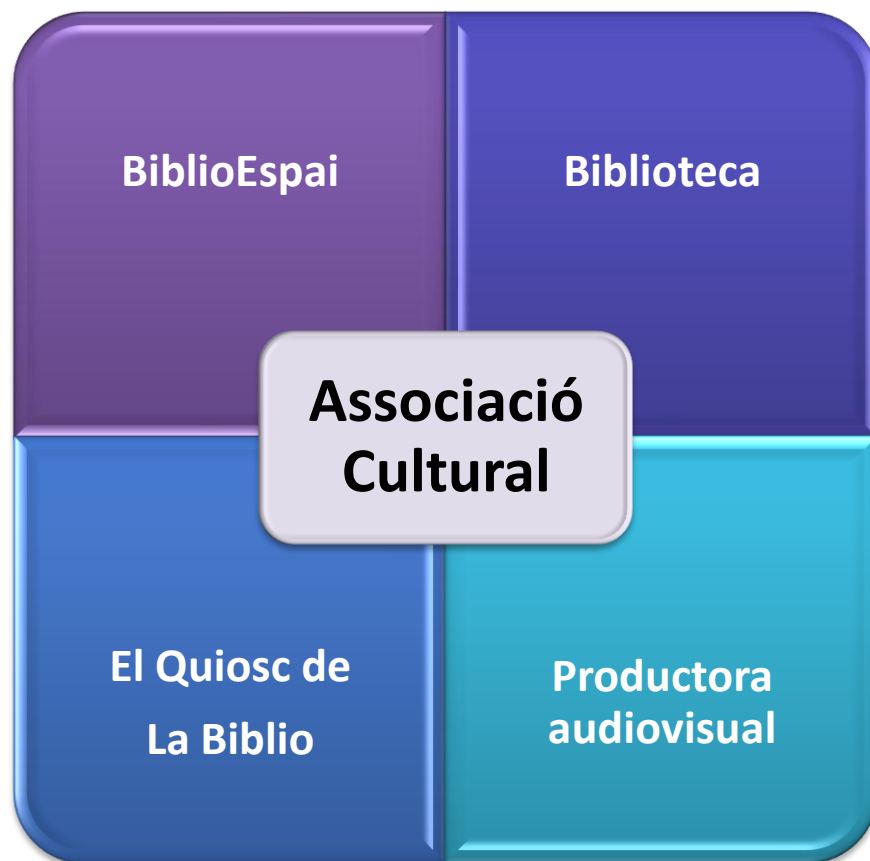 BiblioEspai
Biblioteca
Associació
Cultural
El Quiosc de
La Biblio
Productora
audiovisual